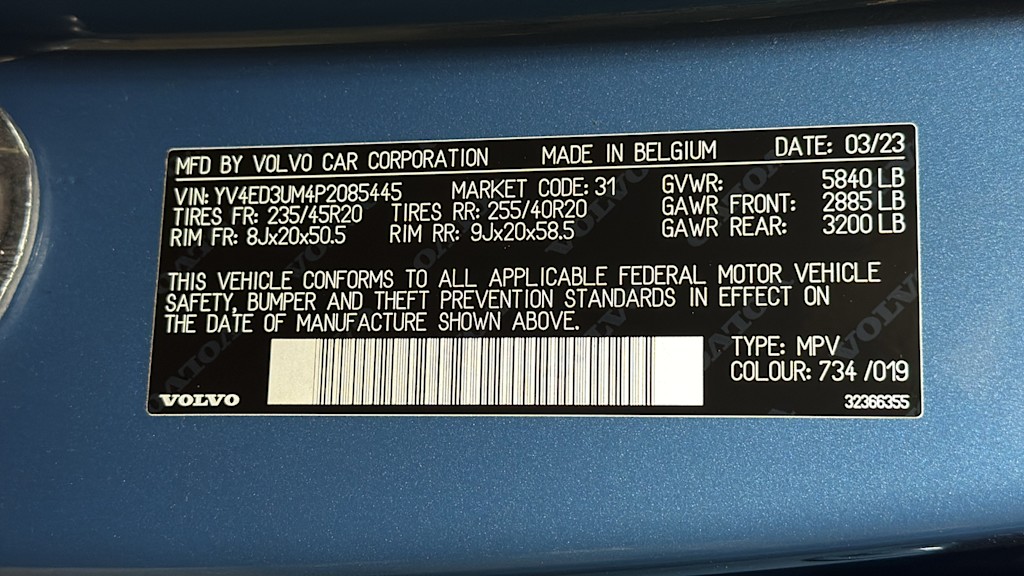 MFD BY VOLVO CAR CORPORATION MADE IN BELGIUM DATE: 03/23
VIN: YV4ED3UM4P2085445 MARKET CODE: 31 GVWR: 5840 LB
TIRES FR: 235/45R20 TIRES RR: 255/40R20 GAWR FRONT: 2885 LB
RIM FR: 8Jx20x50.5 RIM RR: 9Jx20x58.5 GAWR REAR: 3200 LB
THIS VEHICLE CONFORMS TO ALL APPLICABLE FEDERAL MOTOR VEHICLE
SAFETY, BUMPER AND THEFT PREVENTION STANDARDS IN EFFECT ON
THE DATE OF MANUFACTURE SHOWN ABOVE.
TYPE: MPV
COLOUR: 734 /019
VOLVO 32366355